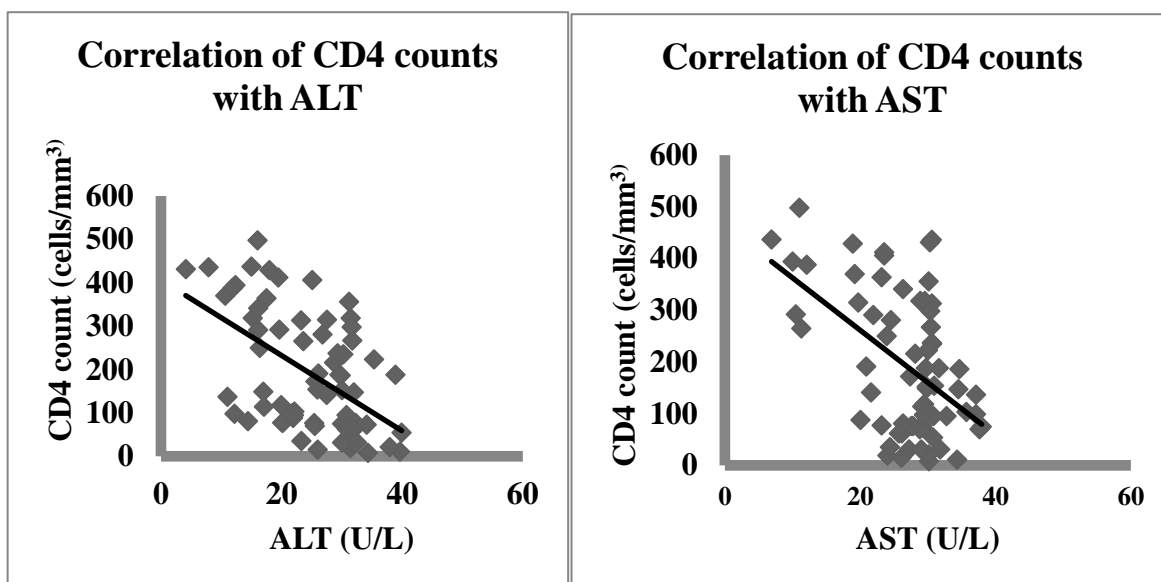 Correlation of CD4 counts
with ALT
CD4 count (cells/mm³)
600
500
400
300
200
100
0
0 20 40 60
ALT (U/L)
Correlation of CD4 counts
with AST
CD4 count (cells/mm³)
600
500
400
300
200
100
0
0 20 40 60
AST (U/L)